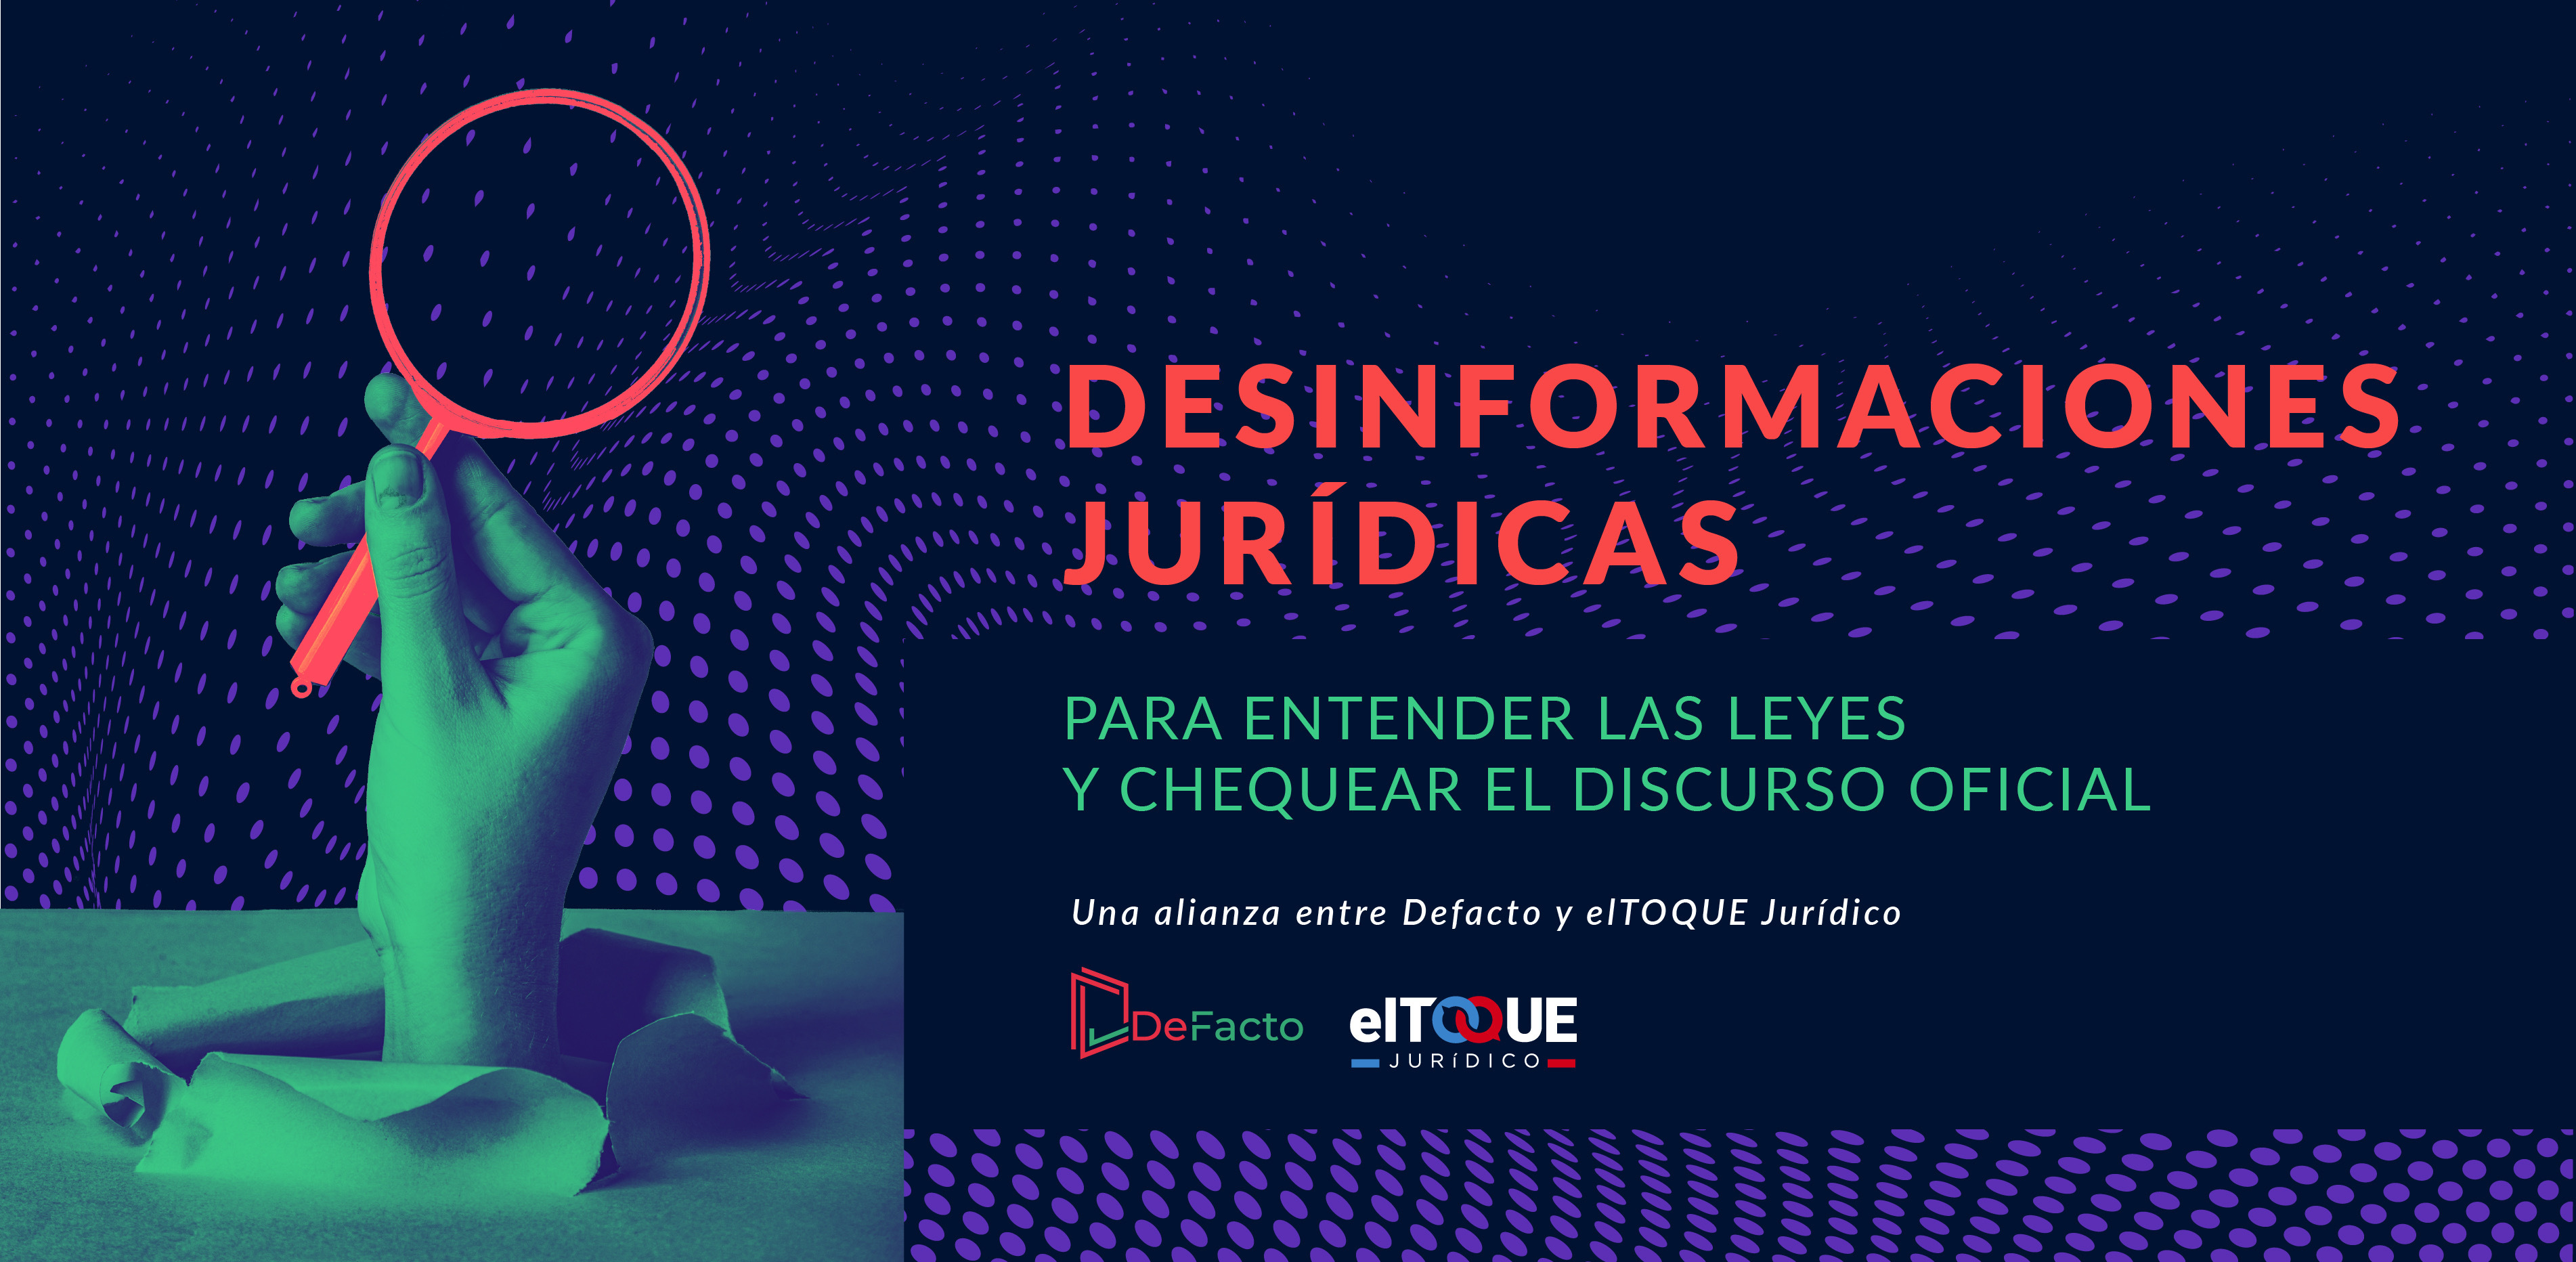 DESINFORMACIONES
JURÍDICAS
PARA ENTENDER LAS LEYES
Y CHEQUEAR EL DISCURSO OFICIAL
Una alianza entre Defacto y elTOQUE Jurídico
DeFacto
elTOQUE
JURÍDICO